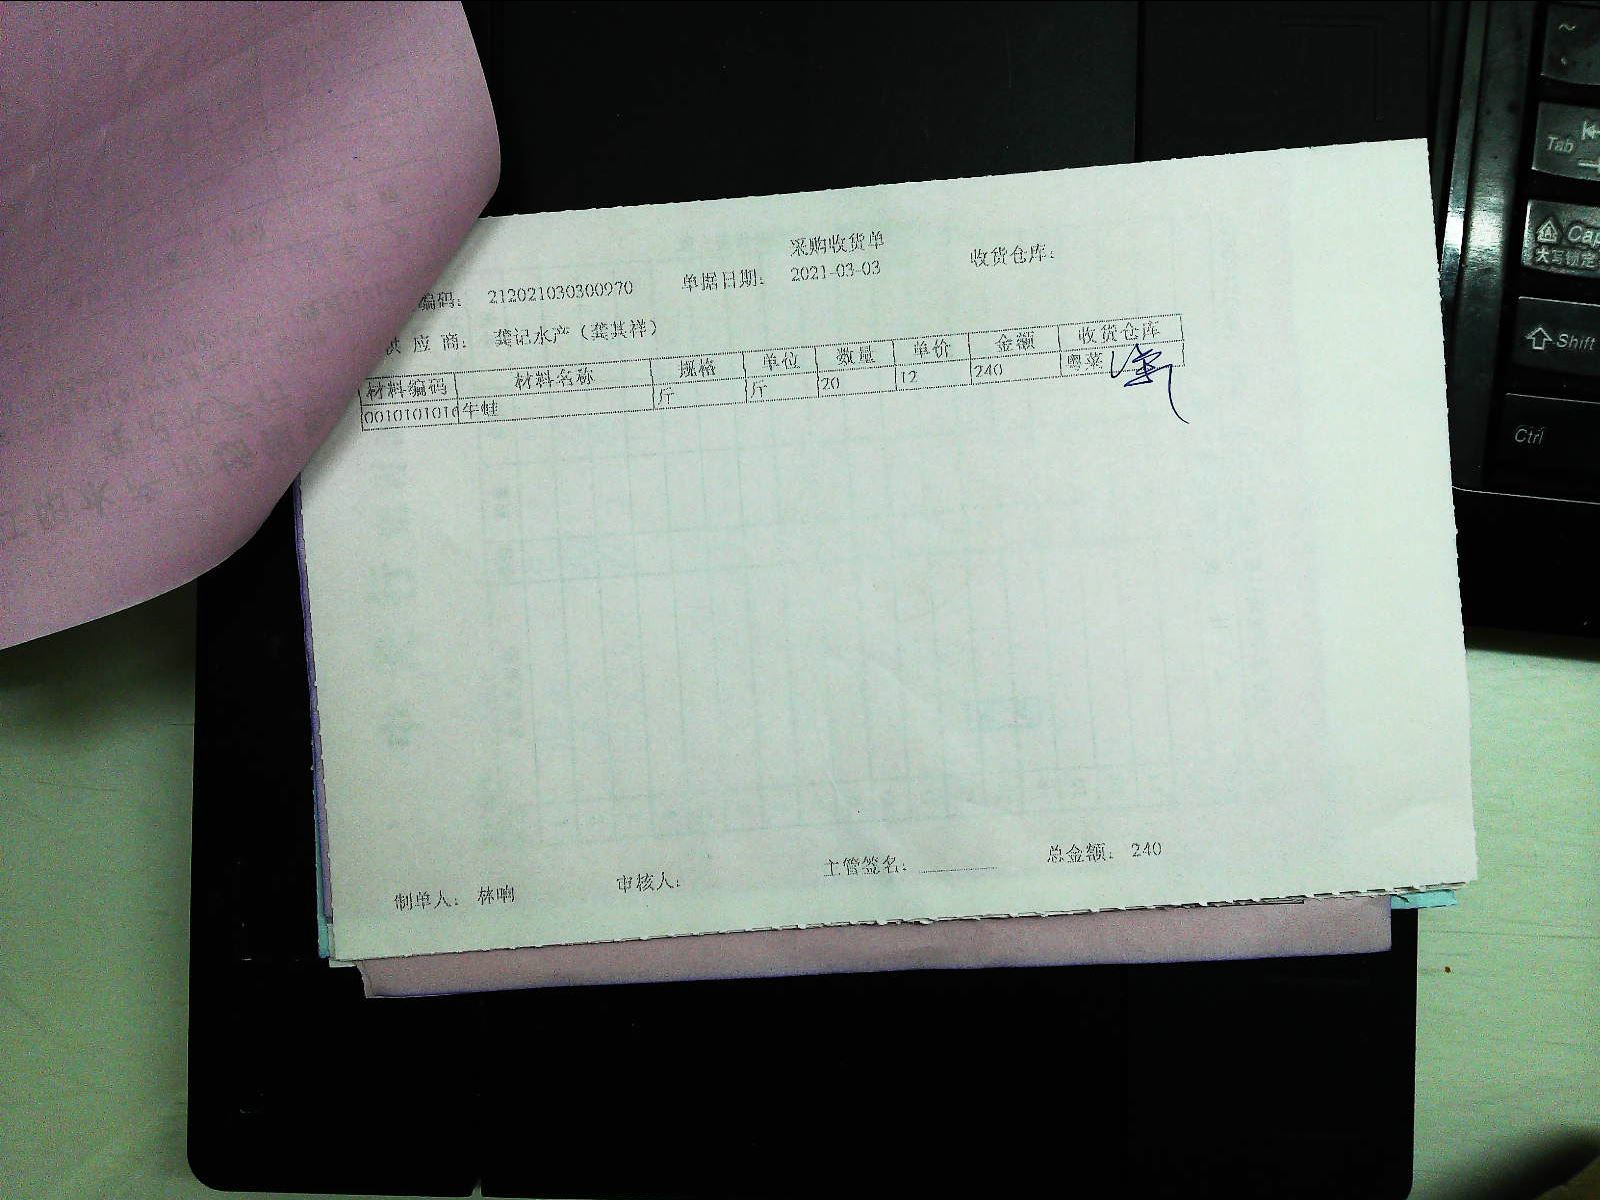 采购收货单
编码： 212021030300970 单据日期： 2021-03-03 收货仓库：
供 应 商： 龚记水产（龚其祥）
材料编码 材料名称 规格 单位 数量 单价 金额 收货仓库
0010101016 牛蛙 斤 斤 20 12 240 粤菜
制单人： 林响 审核人： 主管签名： 总金额： 240
~
Tab
Cap
大写锁定
Shift
Ctrl